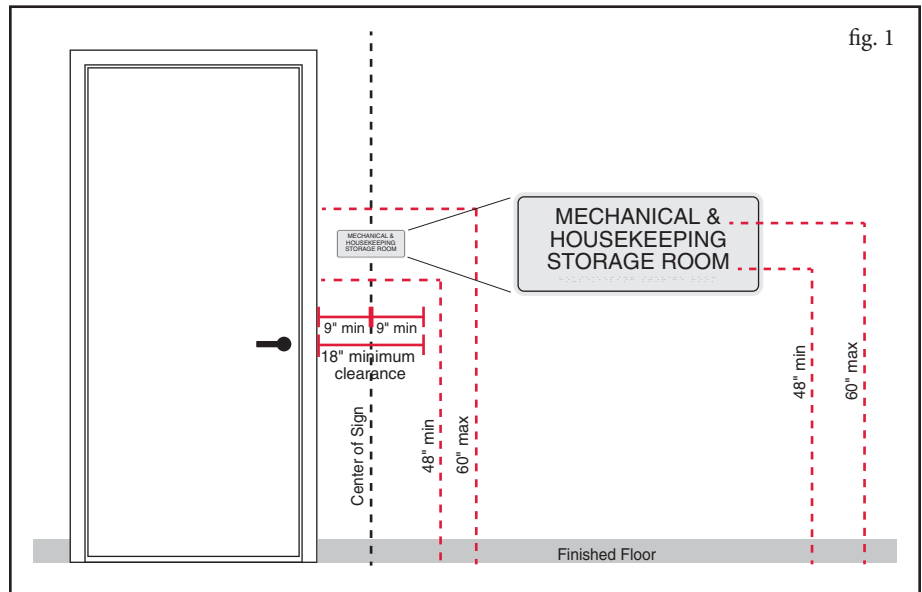 fig. 1
MECHANICAL &
HOUSEKEEPING
STORAGE ROOM
MECHANICAL &
HOUSEKEEPING
STORAGE ROOM
9" min
9" min
18" minimum
clearance
Center of Sign
48" min
60" max
48" min
60" max
Finished Floor